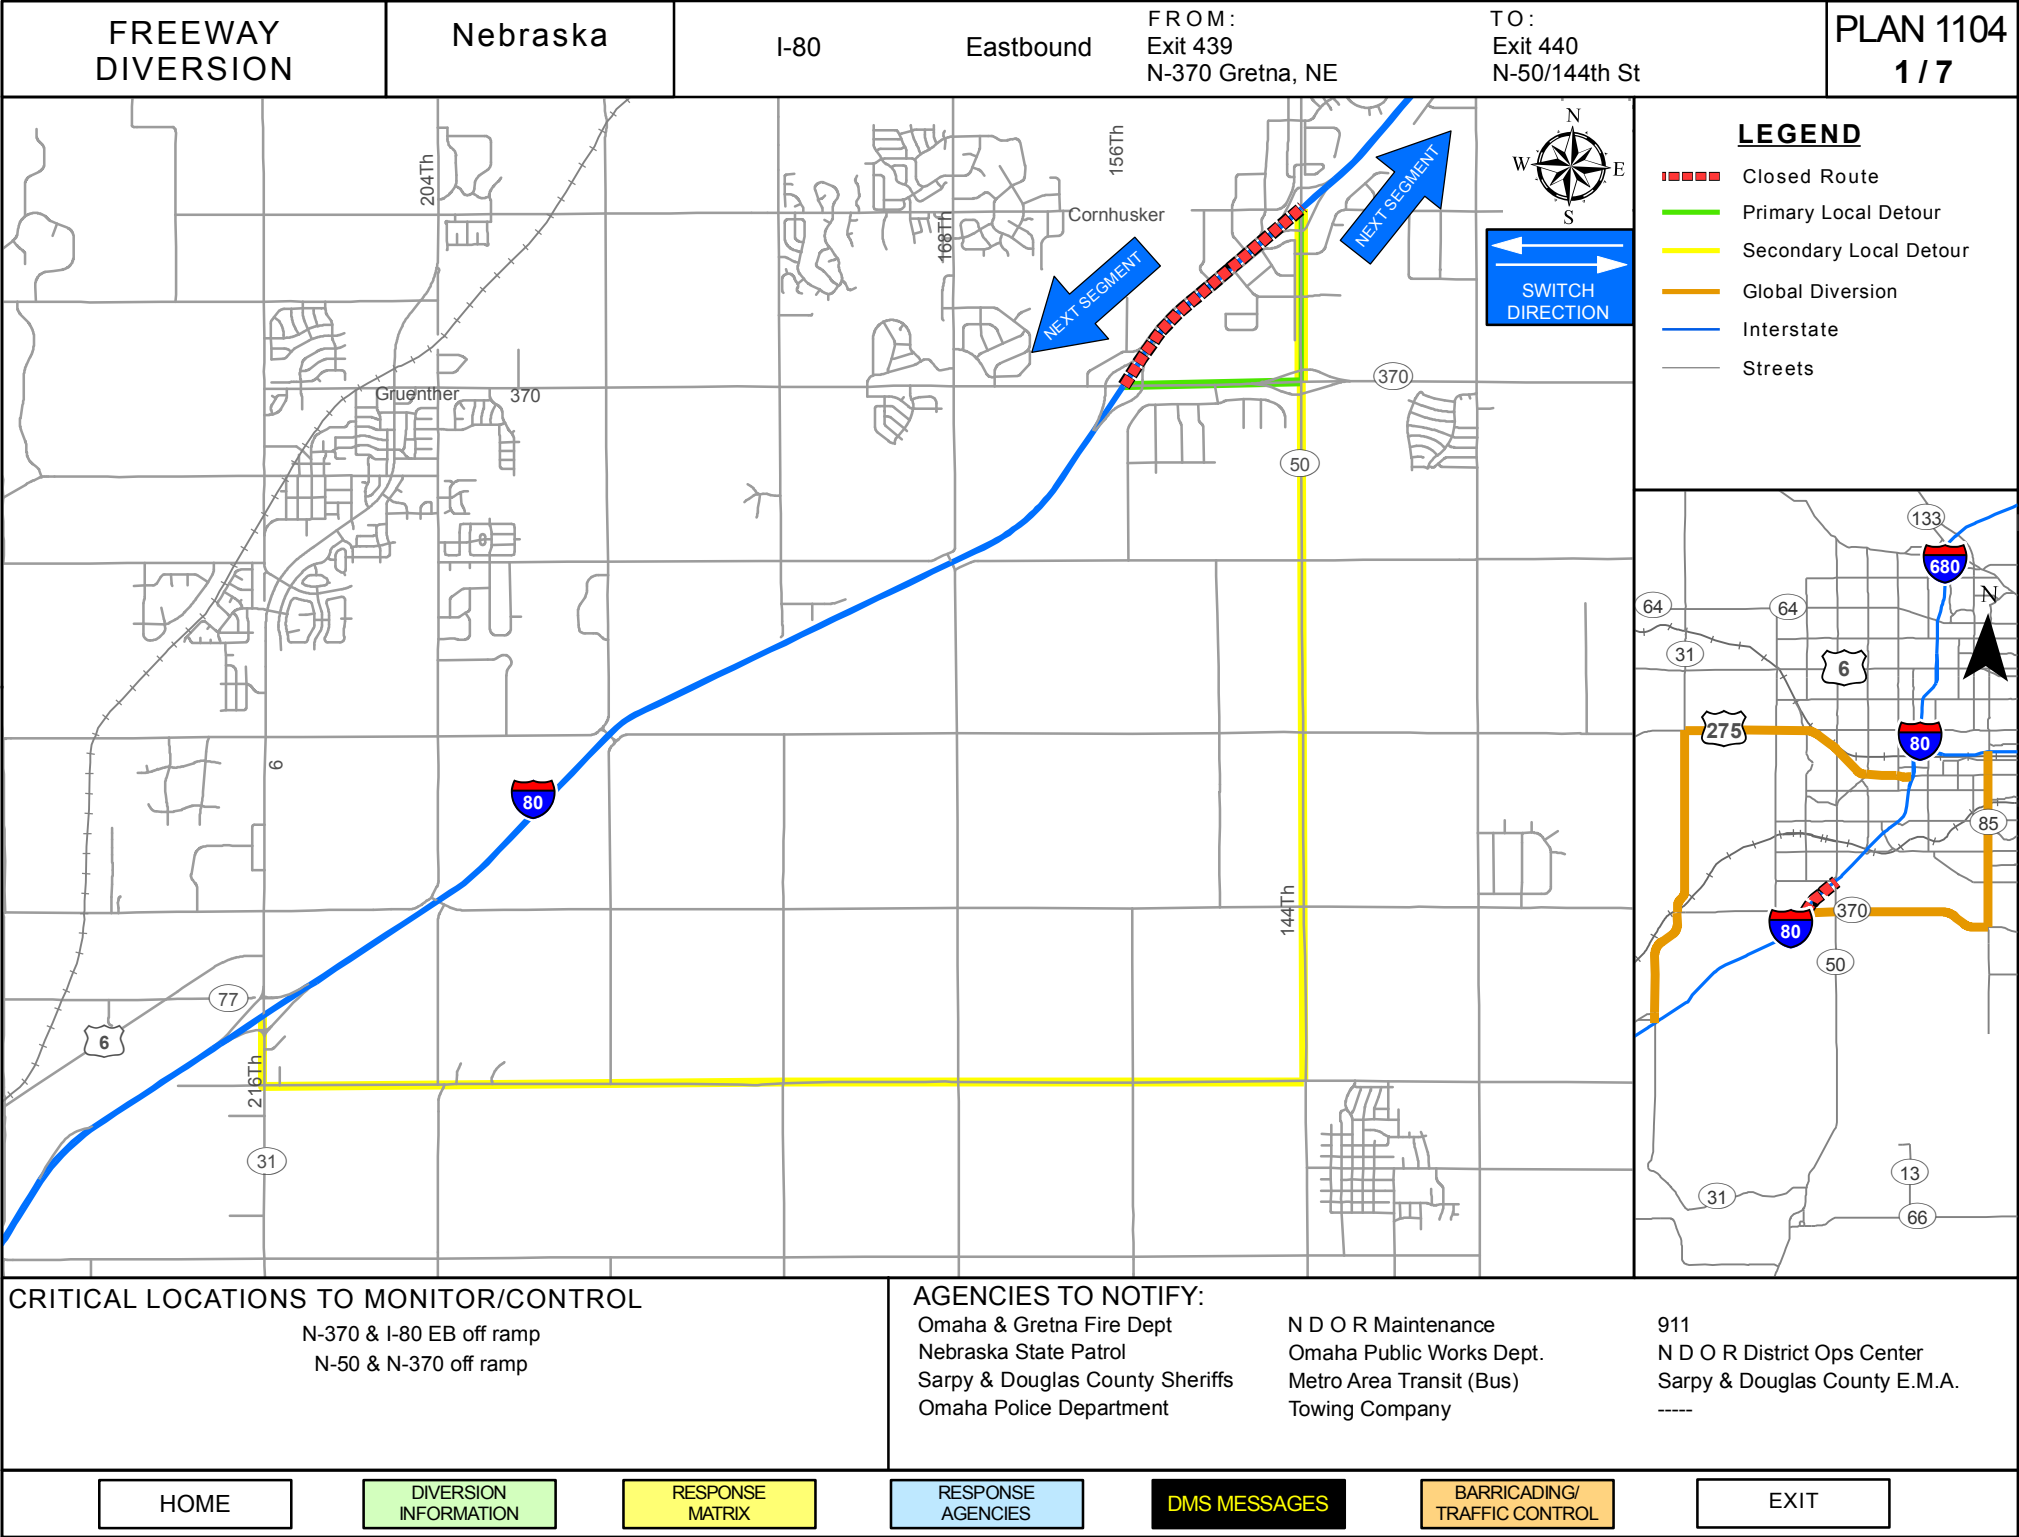 FREEWAY
DIVERSION
Nebraska
I-80
Eastbound
FROM:
Exit 439
N-370 Gretna, NE
TO:
Exit 440
N-50/144th St
PLAN 1104
1 / 7
204Th
156Th
168Th
Cornhusker
NEXT SEGMENT
NEXT SEGMENT
N
W
E
S
SWITCH
DIRECTION
Gruenther
370
370
50
6
80
144Th
77
6
216Th
31
LEGEND
Closed Route
Primary Local Detour
Secondary Local Detour
Global Diversion
Interstate
Streets
133
680
N
64
64
31
6
275
80
85
370
80
50
31
13
66
CRITICAL LOCATIONS TO MONITOR/CONTROL
N-370 & I-80 EB off ramp
N-50 & N-370 off ramp
AGENCIES TO NOTIFY:
Omaha & Gretna Fire Dept
Nebraska State Patrol
Sarpy & Douglas County Sheriffs
Omaha Police Department
N D O R Maintenance
Omaha Public Works Dept.
Metro Area Transit (Bus)
Towing Company
911
N D O R District Ops Center
Sarpy & Douglas County E.M.A.
-----
HOME
DIVERSION
INFORMATION
RESPONSE
MATRIX
RESPONSE
AGENCIES
DMS MESSAGES
BARRICADING/
TRAFFIC CONTROL
EXIT